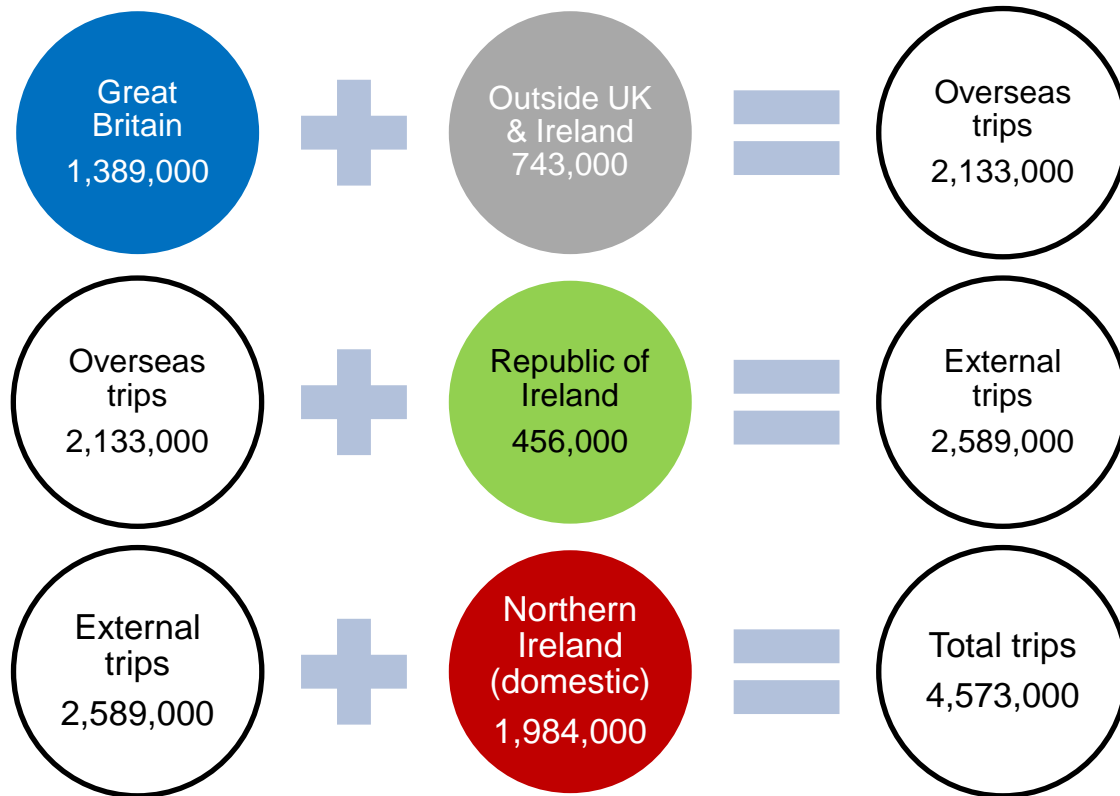 Great
Britain
1,389,000
Outside UK
& Ireland
743,000
Overseas
trips
2,133,000
Overseas
trips
2,133,000
Republic of
Ireland
456,000
External
trips
2,589,000
External
trips
2,589,000
Northern
Ireland
(domestic)
1,984,000
Total trips
4,573,000